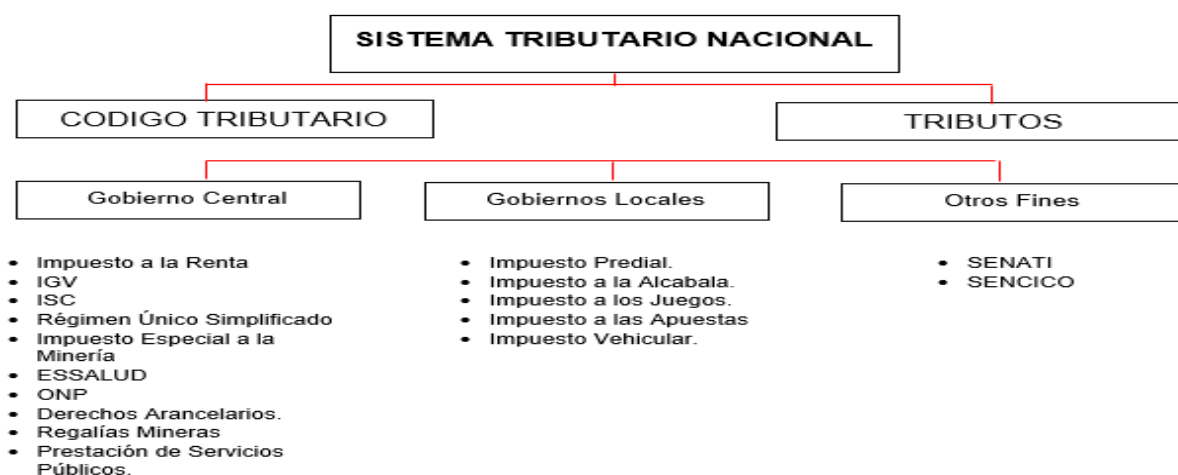 SISTEMA TRIBUTARIO NACIONAL
CODIGO TRIBUTARIO
TRIBUTOS
Gobierno Central
Gobiernos Locales
Otros Fines
• Impuesto a la Renta
• IGV
• ISC
• Régimen Único Simplificado
• Impuesto Especial a la
Minería
• ESSALUD
• ONP
• Derechos Arancelarios.
• Regalías Mineras
• Prestación de Servicios
Públicos.
• Impuesto Predial.
• Impuesto a la Alcabala.
• Impuesto a los Juegos.
• Impuesto a las Apuestas
• Impuesto Vehicular.
• SENATI
• SENCICO